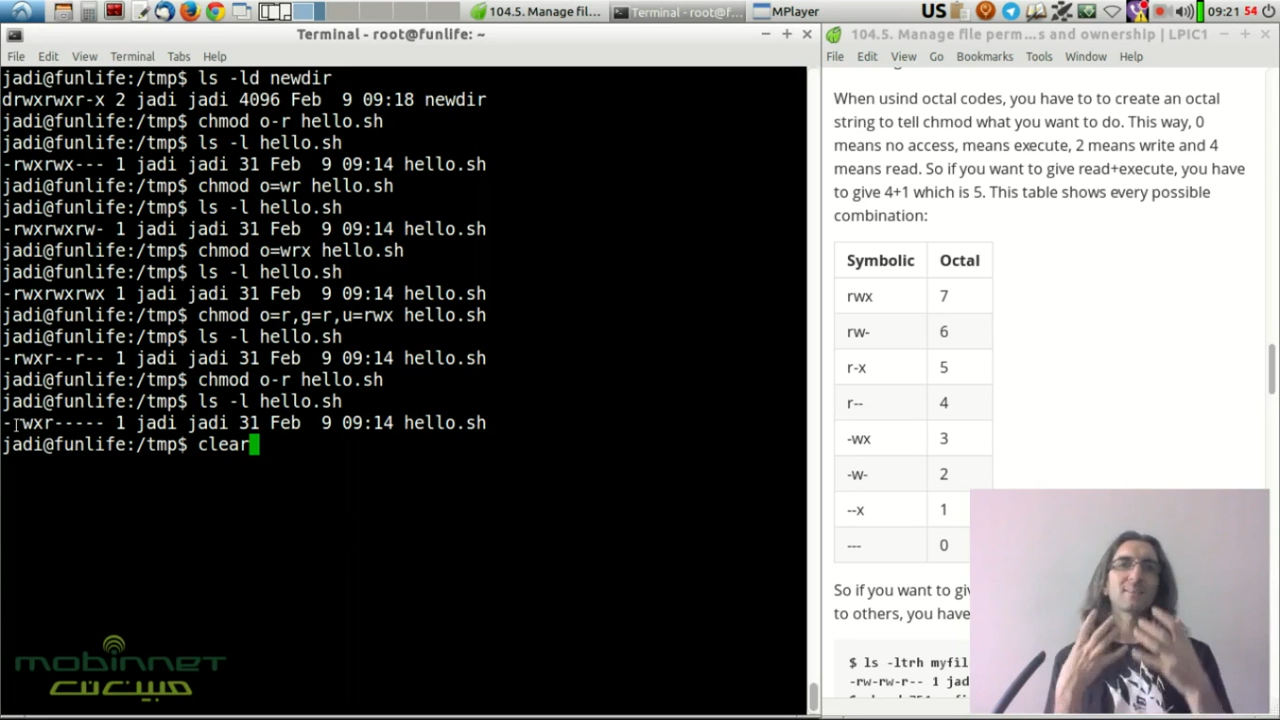 104.5. Manage fil...
Terminal - root@f...
MPlayer
US
09:21
54
Terminal - root@funlife: ~
File Edit View Terminal Tabs Help
jadi@funlife:/tmp$ ls -ld newdir
drwxrwxr-x 2 jadi jadi 4096 Feb  9 09:18 newdir
jadi@funlife:/tmp$ chmod o-r hello.sh
jadi@funlife:/tmp$ ls -l hello.sh
-rwxrwx--- 1 jadi jadi 31 Feb  9 09:14 hello.sh
jadi@funlife:/tmp$ chmod o=wr hello.sh
jadi@funlife:/tmp$ ls -l hello.sh
-rwxrwxrw- 1 jadi jadi 31 Feb  9 09:14 hello.sh
jadi@funlife:/tmp$ chmod o=wrx hello.sh
jadi@funlife:/tmp$ ls -l hello.sh
-rwxrwxrwx 1 jadi jadi 31 Feb  9 09:14 hello.sh
jadi@funlife:/tmp$ chmod o=r,g=r,u=rwx hello.sh
jadi@funlife:/tmp$ ls -l hello.sh
-rwxr--r-- 1 jadi jadi 31 Feb  9 09:14 hello.sh
jadi@funlife:/tmp$ chmod o-r hello.sh
jadi@funlife:/tmp$ ls -l hello.sh
-rwxr----- 1 jadi jadi 31 Feb  9 09:14 hello.sh
jadi@funlife:/tmp$ clear
mobinnet
مبین‌نت
104.5. Manage file perm...s and ownership | LPIC1
File Edit View Go Bookmarks Tools Window Help
When usind octal codes, you have to to create an octal
string to tell chmod what you want to do. This way, 0
means no access, means execute, 2 means write and 4
means read. So if you want to give read+execute, you have
to give 4+1 which is 5. This table shows every possible
combination:
Symbolic Octal
rwx 7
rw- 6
r-x 5
r-- 4
-wx 3
-w- 2
--x 1
--- 0
So if you want to giv
to others, you have
$ ls -ltrh myfil
-rw-rw-r-- 1 jad